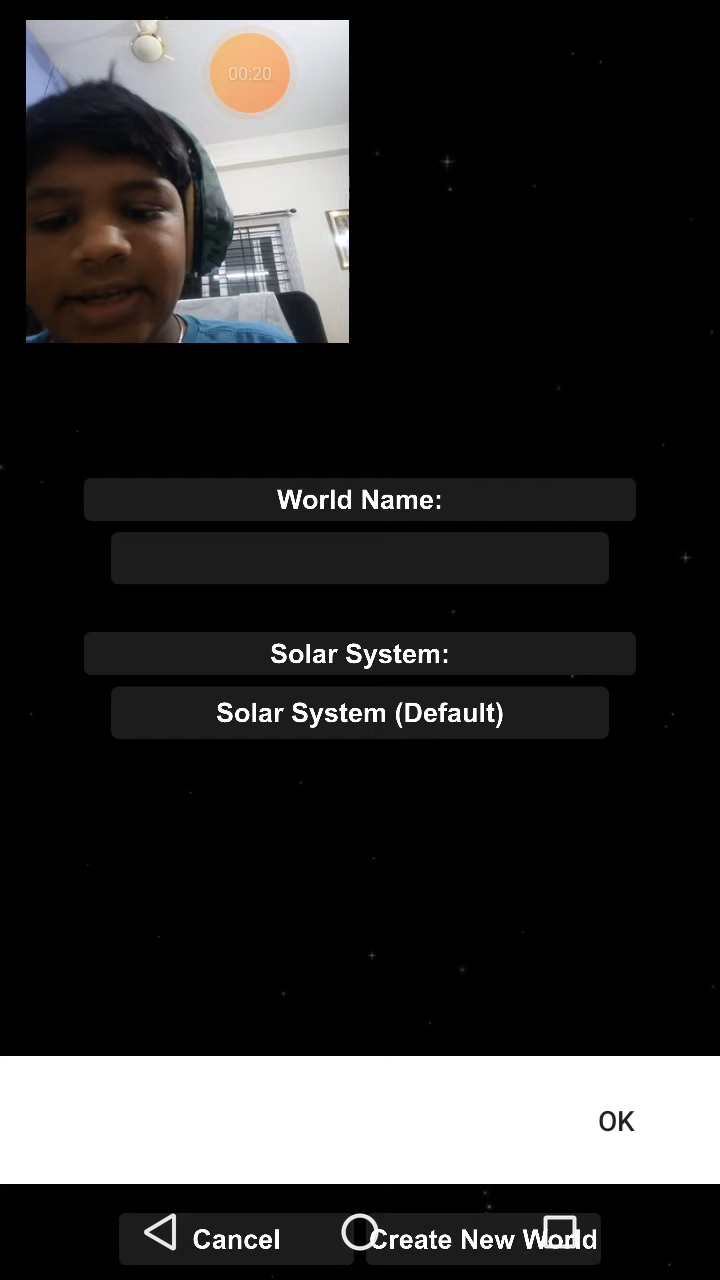 00:20
World Name:
Solar System:
Solar System (Default)
OK
Cancel
Create New World